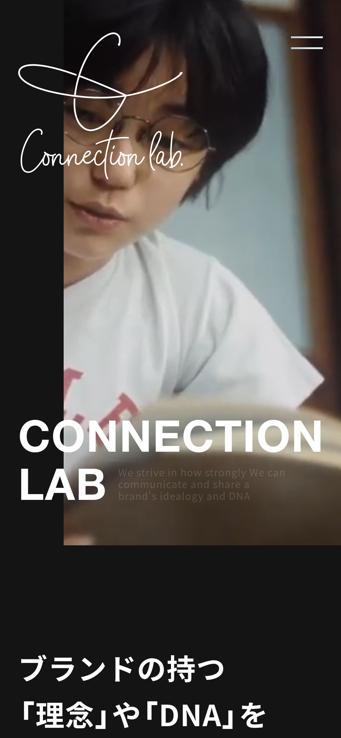 Connection lab.
CONNECTION
LAB
We strive in how strongly We can
communicate and share a
brand's idealogy and DNA
ブランドの持つ
「理念」や「DNA」を